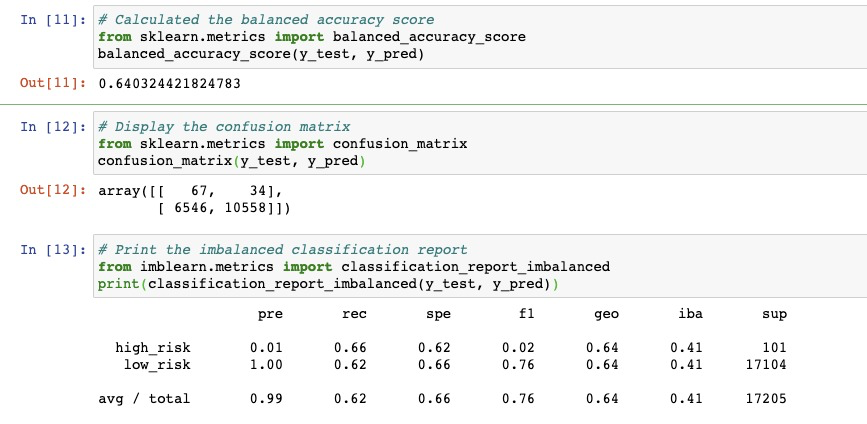 In [11]: # Calculated the balanced accuracy score
from sklearn.metrics import balanced_accuracy_score
balanced_accuracy_score(y_test, y_pred)
Out[11]: 0.640324421824783
In [12]: # Display the confusion matrix
from sklearn.metrics import confusion_matrix
confusion_matrix(y_test, y_pred)
Out[12]: array([[ 67, 34],
[ 6546, 10558]])
In [13]: # Print the imbalanced classification report
from imblearn.metrics import classification_report_imbalanced
print(classification_report_imbalanced(y_test, y_pred))
pre rec spe f1 geo iba sup
high_risk 0.01 0.66 0.62 0.02 0.64 0.41 101
low_risk 1.00 0.62 0.66 0.76 0.64 0.41 17104
avg / total 0.99 0.62 0.66 0.76 0.64 0.41 17205